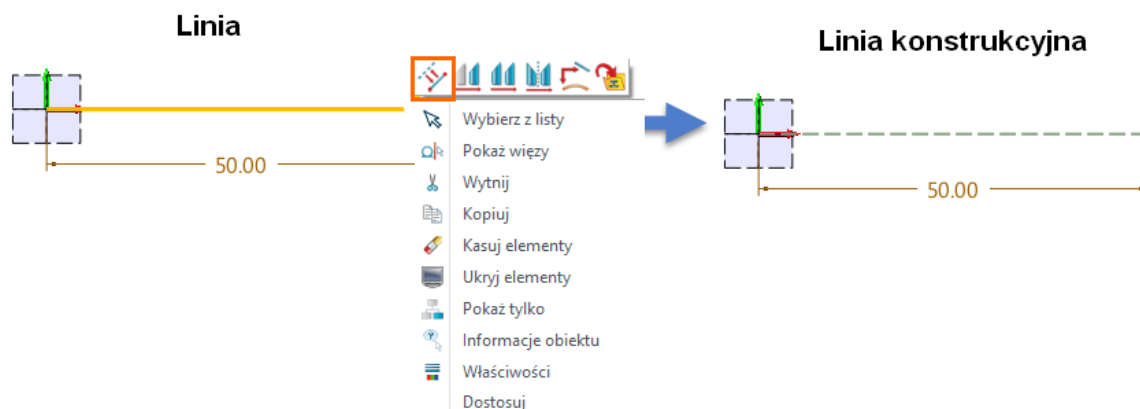 Linia
Linia konstrukcyjna
50.00
Wybierz z listy
Pokaż więzy
Wytnij
Kopiuj
Kasuj elementy
Ukryj elementy
Pokaż tylko
Informacje obiektu
Właściwości
Dostosuj
50.00